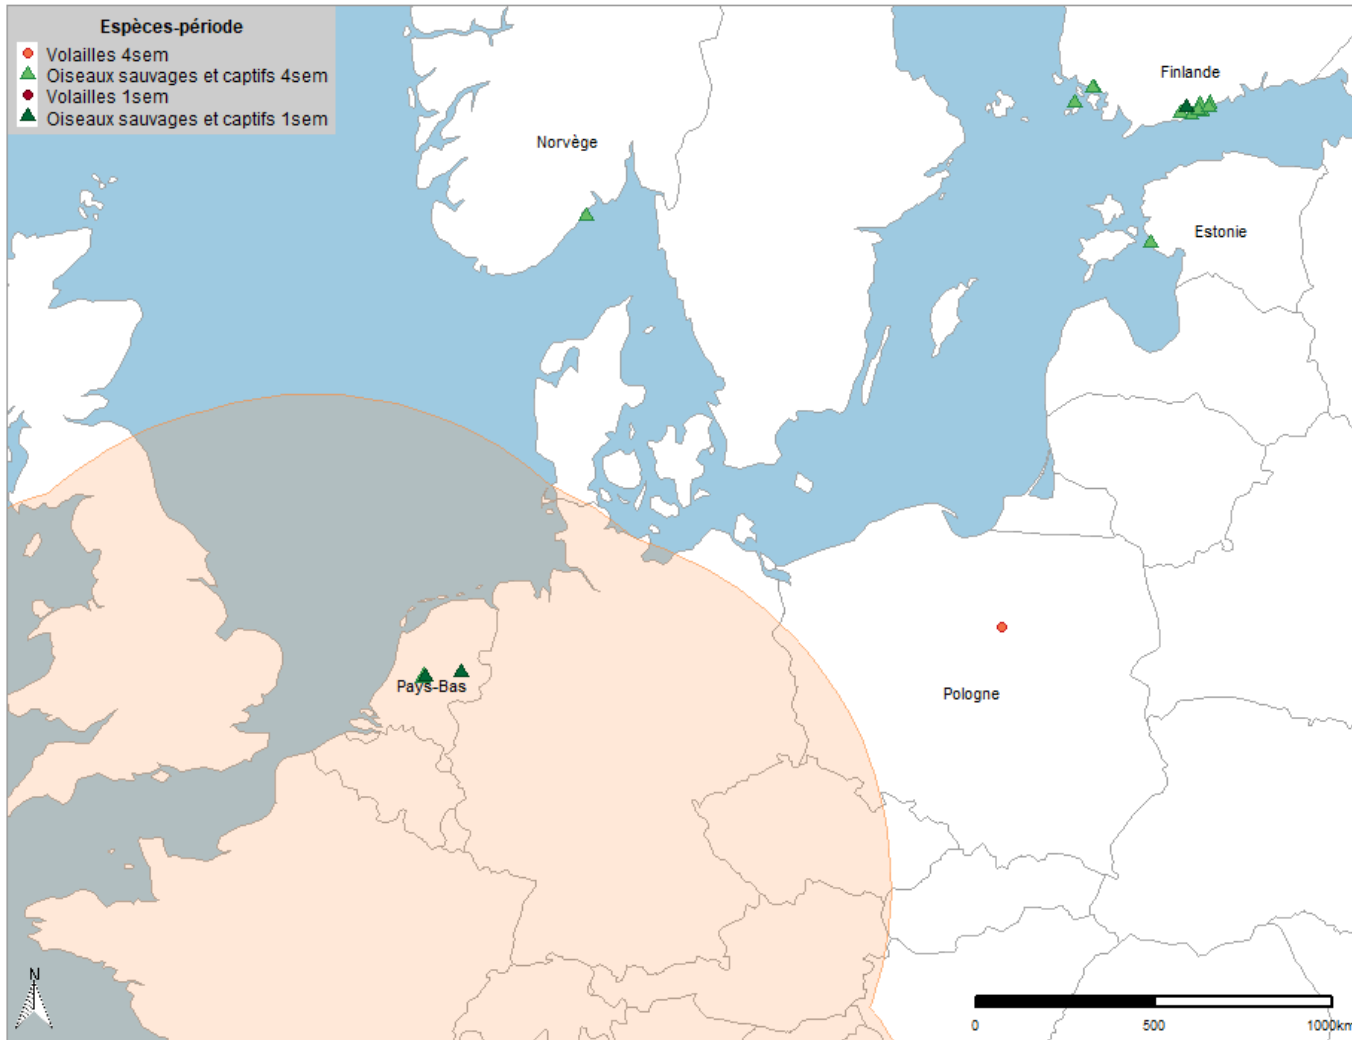 Espèces-période
Volailles 4sem
Oiseaux sauvages et captifs 4sem
Volailles 1sem
Oiseaux sauvages et captifs 1sem
Finlande
Norvège
Estonie
Pays-Bas
Pologne
N
0 500 1000km